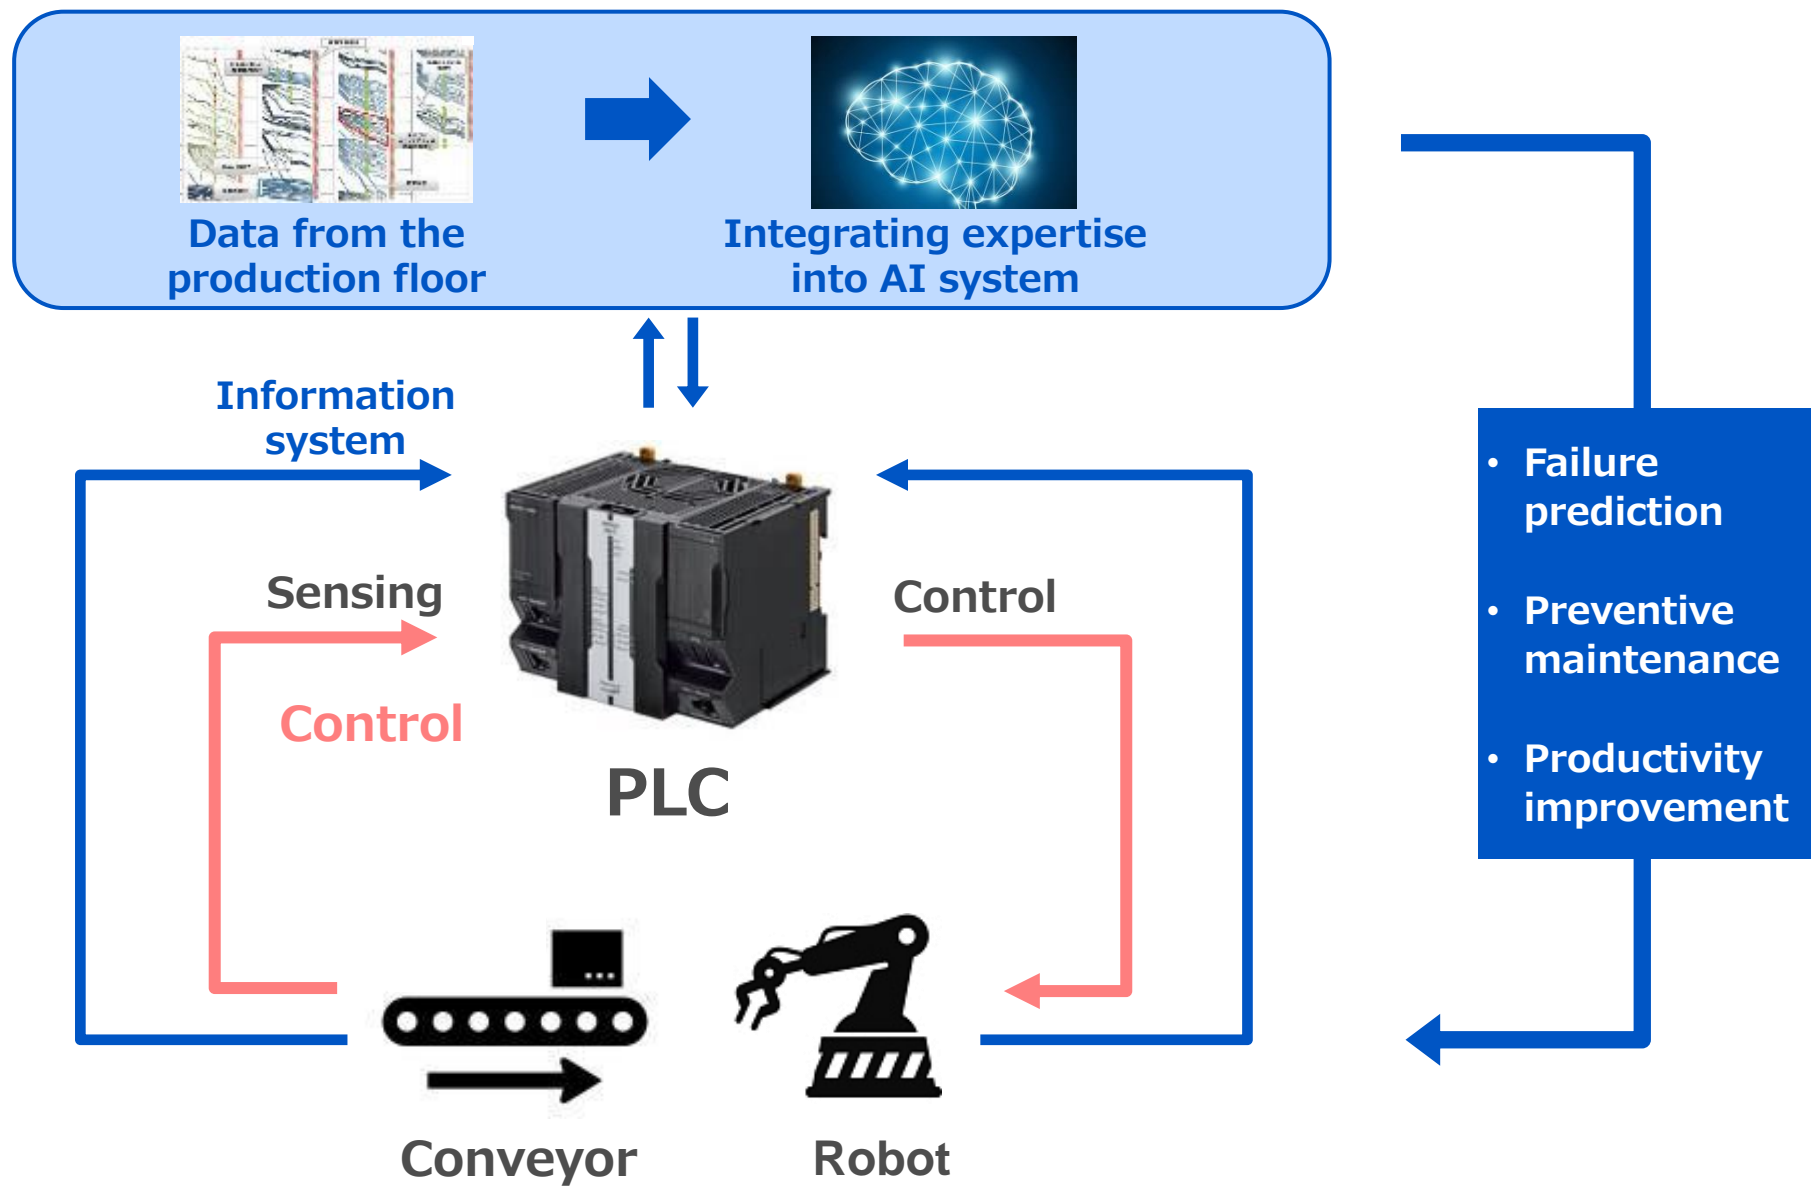 Data from the
production floor
Integrating expertise
into AI system
Information
system
Sensing
Control
Control
PLC
Conveyor
Robot
• Failure
prediction
• Preventive
maintenance
• Productivity
improvement